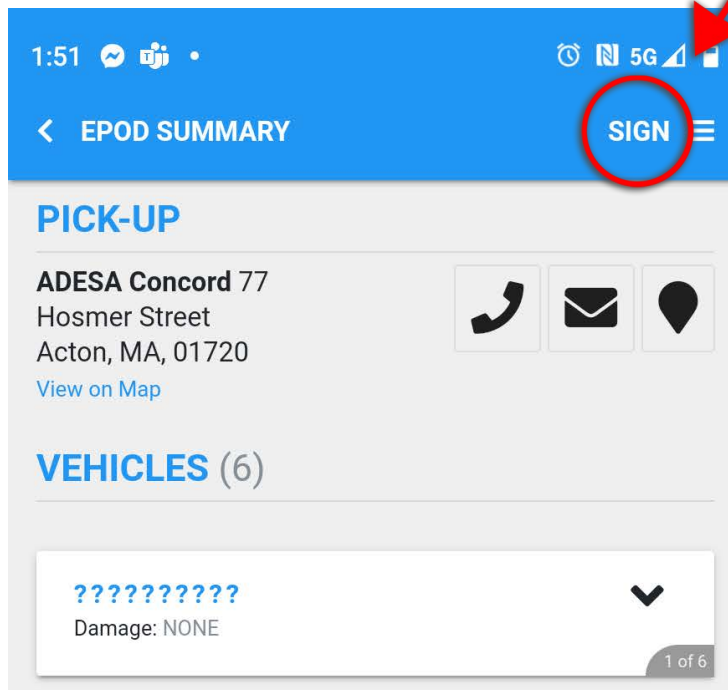 1:51
5G
EPOD SUMMARY
SIGN
PICK-UP
ADESA Concord 77
Hosmer Street
Acton, MA, 01720
View on Map
VEHICLES (6)
??????????
Damage: NONE
1 of 6